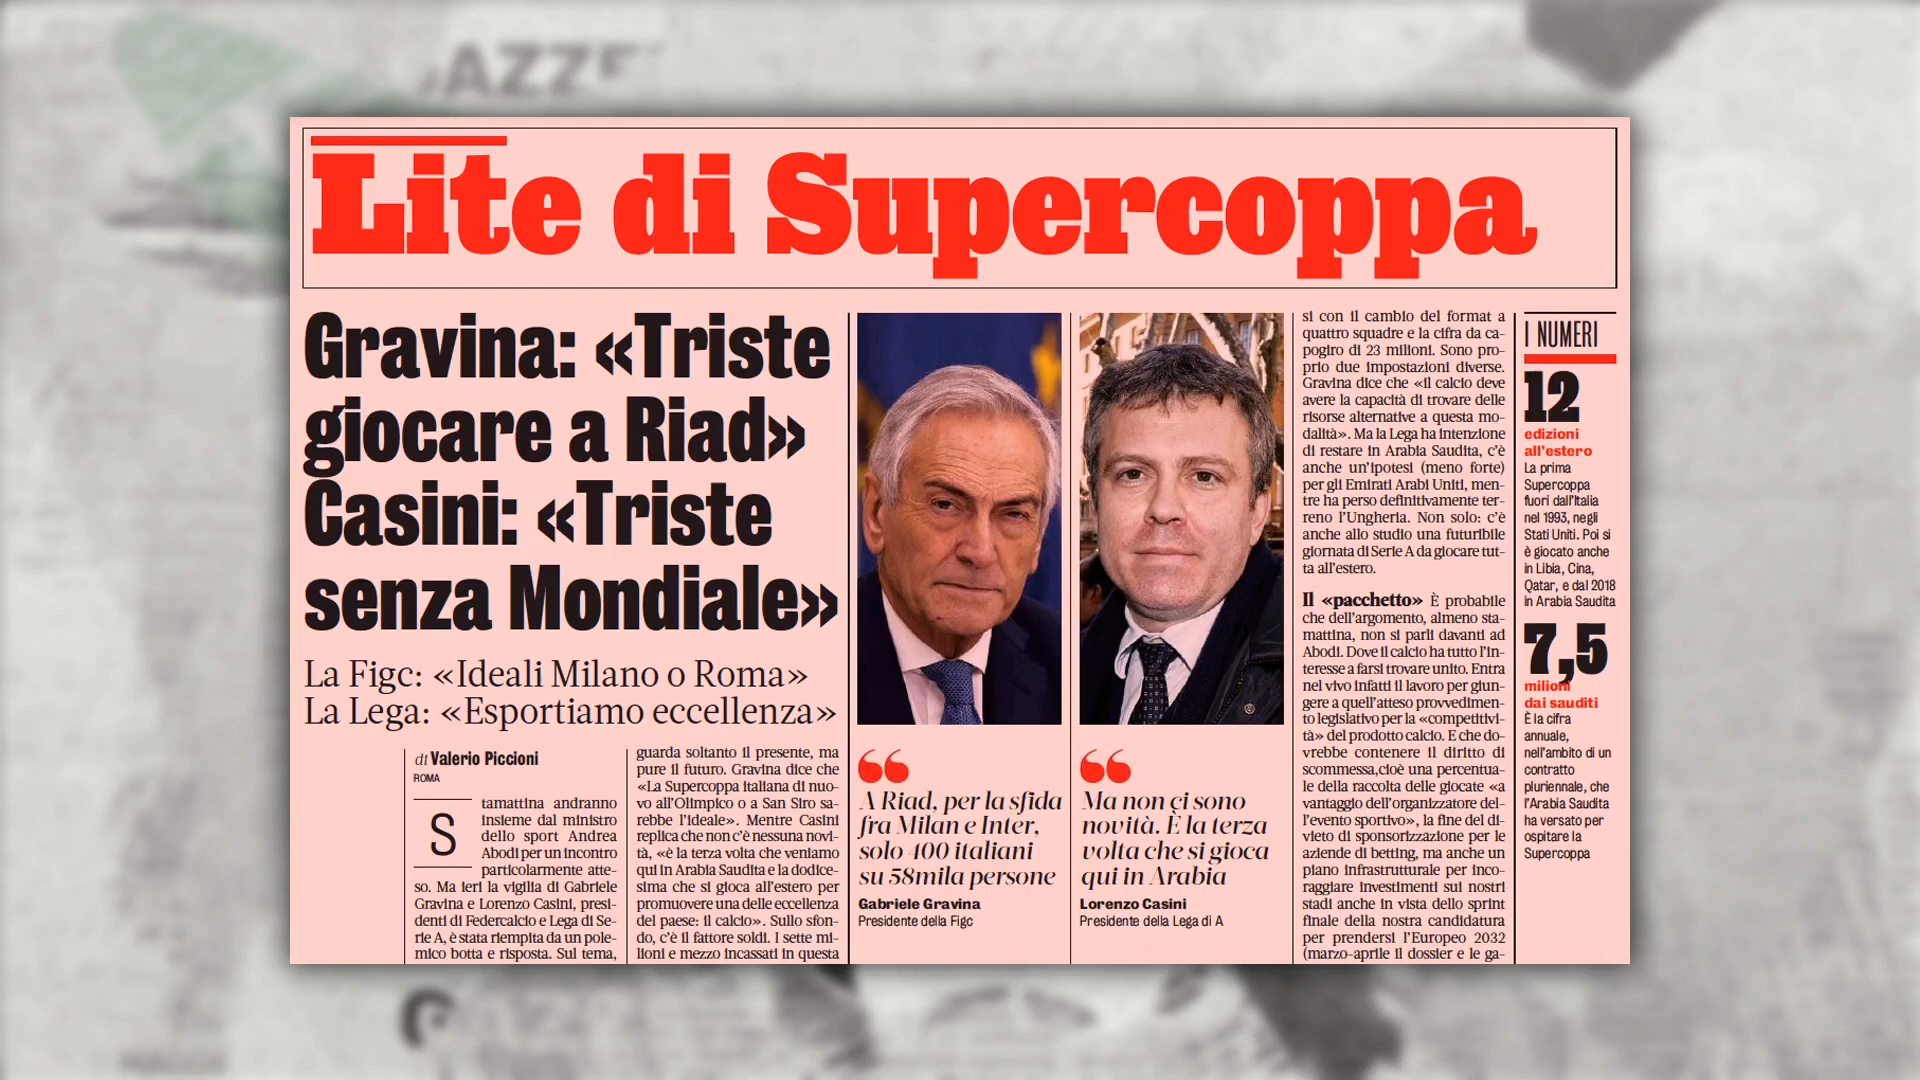 AZZE
Lite di Supercoppa
Gravina: «Triste
giocare a Riad»
Casini: «Triste
senza Mondiale»
La Figc: «Ideali Milano o Roma»
La Lega: «Esportiamo eccellenza»
di Valerio Piccioni
ROMA
Stamattina andranno
insieme dal ministro
dello sport Andrea
Abodi per un incontro
particolarmente atte-
so. Ma ieri la vigilia di Gabriele
Gravina e Lorenzo Casini, presi-
denti di Federcalcio e Lega di Se-
rie A, è stata riempita da un pole-
mico botta e risposta. Sul tema,
guarda soltanto il presente, ma
pure il futuro. Gravina dice che
«La Supercoppa italiana di nuo-
vo all'Olimpico o a San Siro sa-
rebbe l'ideale». Mentre Casini
replica che non c'è nessuna novi-
tà, «è la terza volta che veniamo
qui in Arabia Saudita e la dodice-
sima che si gioca all'estero per
promuovere una delle eccellenza
del paese: il calcio». Sullo sfon-
do, c'è il fattore soldi. I sette mi-
lioni e mezzo incassati in questa
A Riad, per la sfida
fra Milan e Inter,
solo 400 italiani
su 58mila persone
Gabriele Gravina
Presidente della Figc
Ma non ci sono
novità. È la terza
volta che si gioca
qui in Arabia
Lorenzo Casini
Presidente della Lega di A
si con il cambio del format a
quattro squadre e la cifra da ca-
pogiro di 23 milioni. Sono pro-
prio due impostazioni diverse.
Gravina dice che «il calcio deve
avere la capacità di trovare delle
risorse alternative a questa mo-
dalità». Ma la Lega ha intenzione
di restare in Arabia Saudita, c'è
anche un'ipotesi (meno forte)
per gli Emirati Arabi Uniti, men-
tre ha perso definitivamente ter-
reno l'Ungheria. Non solo: c'è
anche allo studio una futuribile
giornata di Serie A da giocare tut-
ta all'estero.
Il «pacchetto» È probabile
che dell'argomento, almeno sta-
mattina, non si parli davanti ad
Abodi. Dove il calcio ha tutto l'in-
teresse a farsi trovare unito. Entra
nel vivo infatti il lavoro per giun-
gere a quell'atteso provvedimen-
to legislativo per la «competitivi-
tà» del prodotto calcio. E che do-
vrebbe contenere il diritto di
scommessa,cioè una percentua-
le della raccolta delle giocate «a
vantaggio dell'organizzatore del-
l'evento sportivo», la fine del di-
vieto di sponsorizzazione per le
aziende di betting, ma anche un
piano infrastrutturale per inco-
raggiare investimenti sui nostri
stadi anche in vista dello sprint
finale della nostra candidatura
per prendersi l'Europeo 2032
(marzo-aprile il dossier e le ga-
I NUMERI
12
edizioni
all'estero
La prima
Supercoppa
fuori dall'Italia
nel 1993, negli
Stati Uniti. Poi si
è giocato anche
in Libia, Cina,
Qatar, e dal 2018
in Arabia Saudita
7,5
milioni
dai sauditi
È la cifra
annuale,
nell'ambito di un
contratto
pluriennale, che
l'Arabia Saudita
ha versato per
ospitare la
Supercoppa